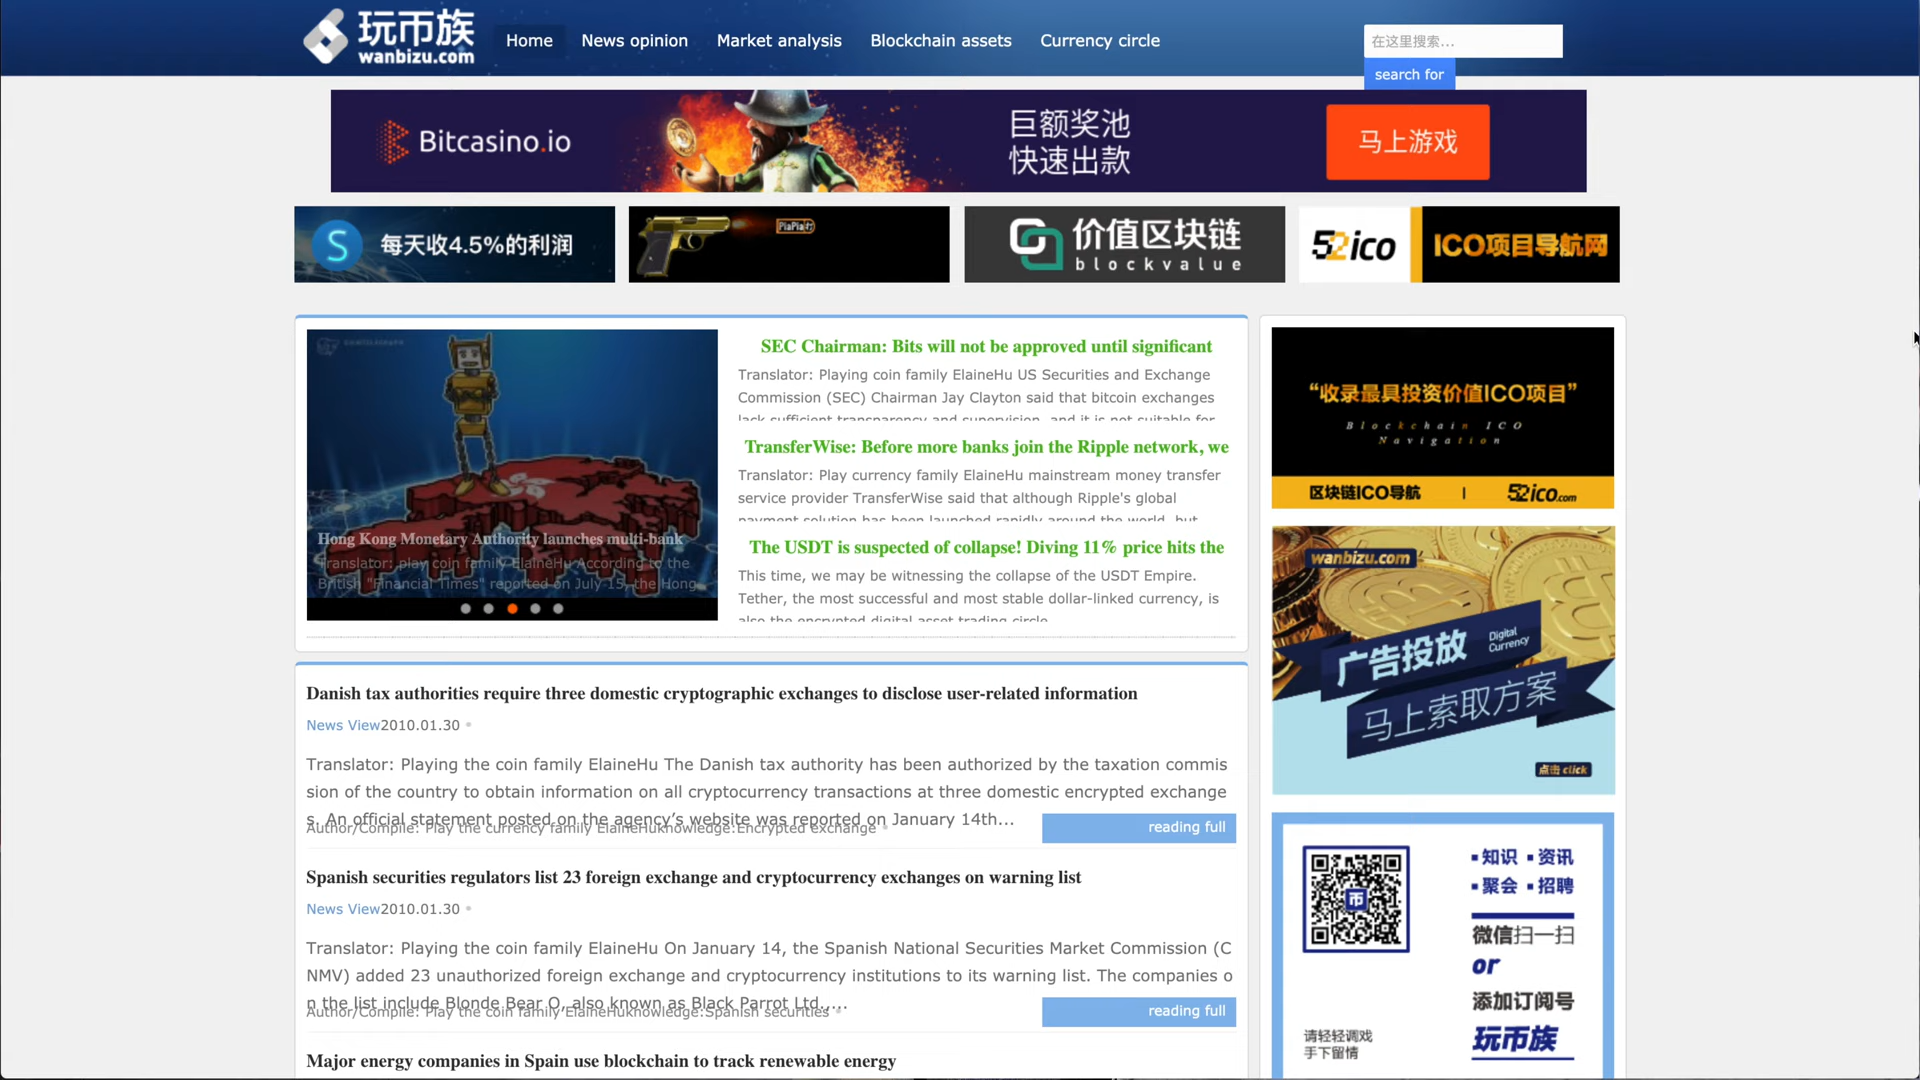 玩币族
wanbizu.com
Home
News opinion
Market analysis
Blockchain assets
Currency circle
在这里搜索...
search for
Bitcasino.io
巨额奖池
快速出款
马上游戏
S
每天收4.5%的利润
PiaPia行
价值区块链
blockvalue
52ico
ICO项目导航网
Hong Kong Monetary Authority launches multi-bank
Translator: play coin family ElaineHu According to the
British "Financial Times" reported on July 15, the Hong
SEC Chairman: Bits will not be approved until significant
Translator: Playing coin family ElaineHu US Securities and Exchange
Commission (SEC) Chairman Jay Clayton said that bitcoin exchanges
lack sufficient transparency and supervision, and it is not suitable for
TransferWise: Before more banks join the Ripple network, we
Translator: Play currency family ElaineHu mainstream money transfer
service provider TransferWise said that although Ripple's global
payment solution has been launched rapidly around the world, but
The USDT is suspected of collapse! Diving 11% price hits the
This time, we may be witnessing the collapse of the USDT Empire.
Tether, the most successful and most stable dollar-linked currency, is
also the encrypted digital asset trading circle
Danish tax authorities require three domestic cryptographic exchanges to disclose user-related information
News View2010.01.30
Translator: Playing the coin family ElaineHu The Danish tax authority has been authorized by the taxation commis
sion of the country to obtain information on all cryptocurrency transactions at three domestic encrypted exchange
s. An official statement posted on the agency's website was reported on January 14th...
Author/Compile: Play the currency family ElaineHuknowledge:Encrypted exchange
reading full
Spanish securities regulators list 23 foreign exchange and cryptocurrency exchanges on warning list
News View2010.01.30
Translator: Playing the coin family ElaineHu On January 14, the Spanish National Securities Market Commission (C
NMV) added 23 unauthorized foreign exchange and cryptocurrency institutions to its warning list. The companies o
n the list include Blonde Bear O, also known as Black Parrot Ltd.,...
Author/Compile: Play the coin family ElaineHuknowledge:Spanish securities
reading full
Major energy companies in Spain use blockchain to track renewable energy
“收录最具投资价值ICO项目”
Blockchain ICO
Navigation
区块链ICO导航 | 52ico.com
wanbizu.com
广告投放
Digital
Currency
马上索取方案
点击 click
币
▪知识 ▪资讯
▪聚会 ▪招聘
微信扫一扫
or
添加订阅号
玩币族
请轻轻调戏
手下留情